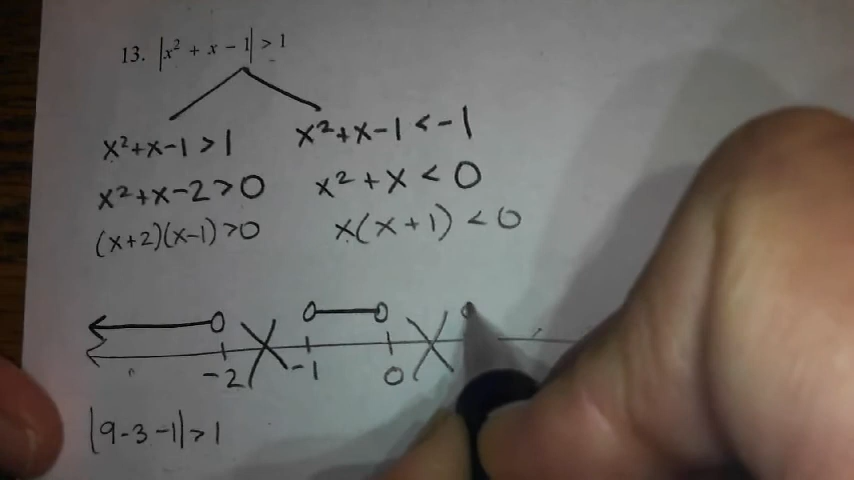 13. |x² + x - 1| > 1
x²+x-1 > 1
x²+x-1 < -1
x²+x-2 > 0
x²+x < 0
(x+2)(x-1) > 0
x(x+1) < 0
-2 -1 0
|9-3-1| > 1